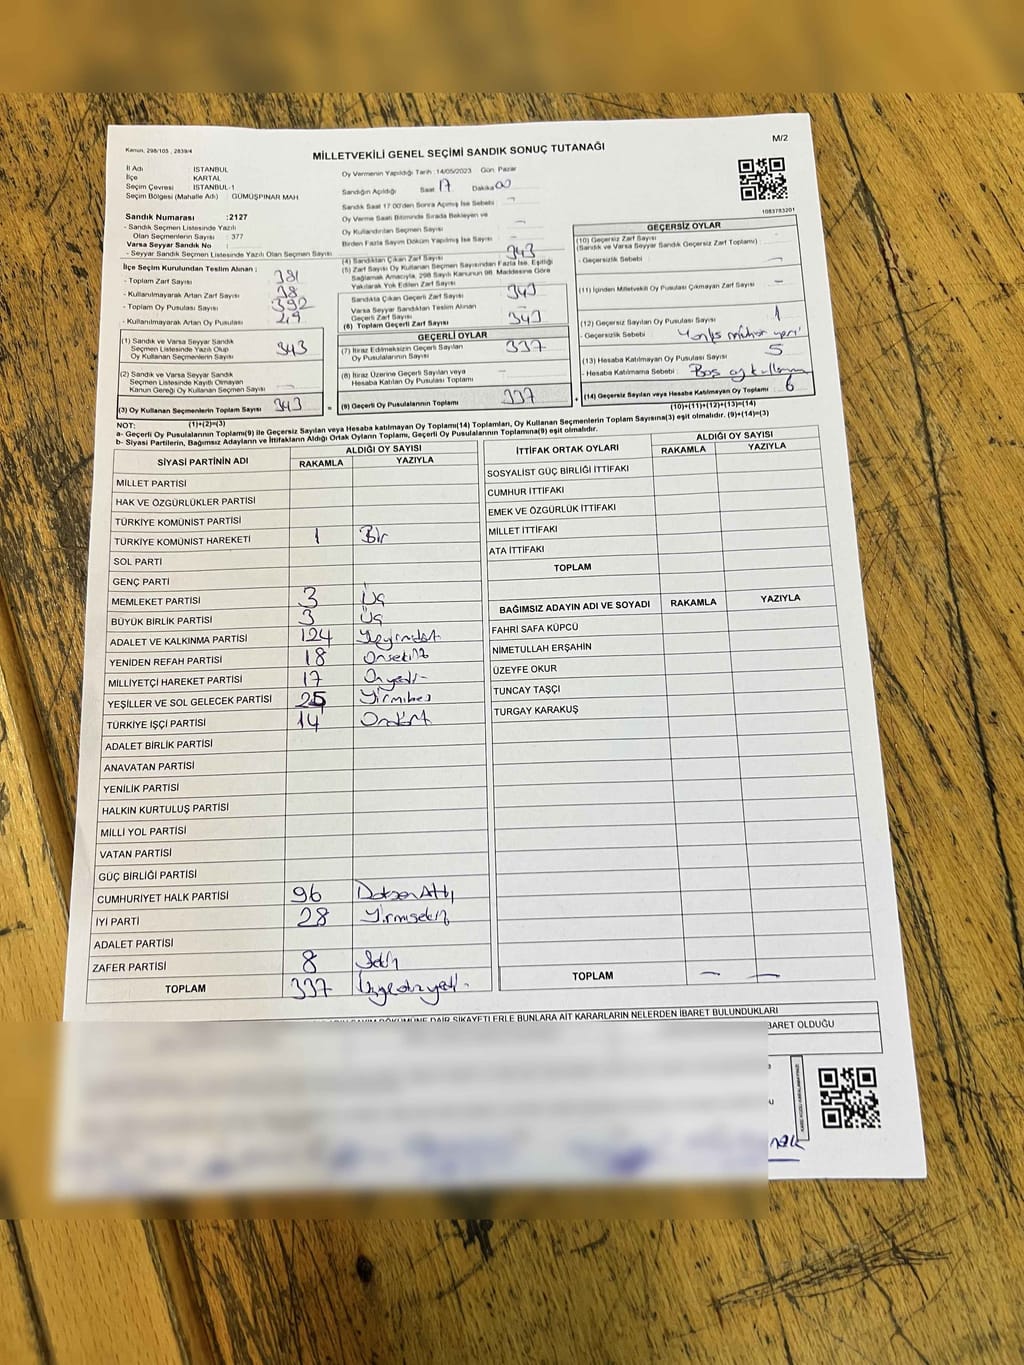 Kanun, 298/105 , 2839/4
M/2
MİLLETVEKİLİ GENEL SEÇİMİ SANDIK SONUÇ TUTANAĞI
İl Adı İSTANBUL
İlçe KARTAL
Seçim Çevresi İSTANBUL-1
Seçim Bölgesi (Mahalle Adı) GÜMÜŞPINAR MAH
Sandık Numarası :2127
- Sandık Seçmen Listesinde Yazılı
Olan Seçmenlerin Sayısı : 377
Varsa Seyyar Sandık No :
- Seyyar Sandık Seçmen Listesinde Yazılı Olan Seçmen Sayısı
Oy Vermenin Yapıldığı Tarih :14/05/2023 Gün Pazar
Sandığın Açıldığı Saat 17 Dakika 00
Sandık Saat 17:00'den Sonra Açılmış İse Sebebi :
Oy Verme Saati Bitiminde Sırada Bekleyen ve
Oy Kullandırılan Seçmen Sayısı
Birden Fazla Sayım Döküm Yapılmış İse Sayısı
1083783201
İlçe Seçim Kurulundan Teslim Alınan ;
- Toplam Zarf Sayısı : 381
- Kullanılmayarak Artan Zarf Sayısı : 38
- Toplam Oy Pusulası Sayısı : 392
- Kullanılmayarak Artan Oy Pusulası : 49
(1) Sandık ve Varsa Seyyar Sandık
Seçmen Listesinde Yazılı Olup
Oy Kullanan Seçmenlerin Sayısı 343
(2) Sandık ve Varsa Seyyar Sandık
Seçmen Listesinde Kayıtlı Olmayan
Kanun Gereği Oy Kullanan Seçmen Sayısı
(3) Oy Kullanan Seçmenlerin Toplam Sayısı 343
(1)+(2)=(3)
(4) Sandıktan Çıkan Zarf Sayısı 343
(5) Zarf Sayısı Oy Kullanan Seçmen Sayısından Fazla İse, Eşitliği
Sağlamak Amacıyla, 298 Sayılı Kanunun 98. Maddesine Göre
Yakılarak Yok Edilen Zarf Sayısı
Sandıkta Çıkan Geçerli Zarf Sayısı 343
Varsa Seyyar Sandıktan Teslim Alınan
Geçerli Zarf Sayısı
(6) Toplam Geçerli Zarf Sayısı 343
GEÇERLİ OYLAR
(7) İtiraz Edilmeksizin Geçerli Sayılan
Oy Pusulalarının Sayısı 337
(8) İtiraz Üzerine Geçerli Sayılan veya
Hesaba Katılan Oy Pusulası Toplamı
(9) Geçerli Oy Pusulalarının Toplamı 337
GEÇERSİZ OYLAR
(10) Geçersiz Zarf Sayısı
(Sandık ve Varsa Seyyar Sandık Geçersiz Zarf Toplamı)
- Geçersizlik Sebebi :
(11) İçinden Milletvekili Oy Pusulası Çıkmayan Zarf Sayısı
(12) Geçersiz Sayılan Oy Pusulası Sayısı 1
- Geçersizlik Sebebi : Yanlış mühür yeri
(13) Hesaba Katılmayan Oy Pusulası Sayısı 5
- Hesaba Katılmama Sebebi : Boş oy kullanma
(14) Geçersiz Sayılan veya Hesaba Katılmayan Oy Toplamı 6
(10)+(11)+(12)+(13)=(14)
NOT:
a- Geçerli Oy Pusulalarının Toplamı(9) ile Geçersiz Sayılan veya Hesaba katılmayan Oy Toplamı(14) Toplamları, Oy Kullanan Seçmenlerin Toplam Sayısına(3) eşit olmalıdır. (9)+(14)=(3)
b- Siyasi Partilerin, Bağımsız Adayların ve İttifakların Aldığı Ortak Oyların Toplamı, Geçerli Oy Pusulalarının Toplamına(9) eşit olmalıdır.
SİYASİ PARTİNİN ADI ALDIĞI OY SAYISI
RAKAMLA YAZIYLA
MİLLET PARTİSİ
HAK VE ÖZGÜRLÜKLER PARTİSİ
TÜRKİYE KOMÜNİST PARTİSİ
TÜRKİYE KOMÜNİST HAREKETİ 1 Bir
SOL PARTİ
GENÇ PARTİ
MEMLEKET PARTİSİ 3 Üç
BÜYÜK BİRLİK PARTİSİ 3 Üç
ADALET VE KALKINMA PARTİSİ 124
YENİDEN REFAH PARTİSİ 18 Onsekiz
MİLLİYETÇİ HAREKET PARTİSİ 17 Onyedi
YEŞİLLER VE SOL GELECEK PARTİSİ 25 Yirmibeş
TÜRKİYE İŞÇİ PARTİSİ 14 Ondört
ADALET BİRLİK PARTİSİ
ANAVATAN PARTİSİ
YENİLİK PARTİSİ
HALKIN KURTULUŞ PARTİSİ
MİLLİ YOL PARTİSİ
VATAN PARTİSİ
GÜÇ BİRLİĞİ PARTİSİ
CUMHURİYET HALK PARTİSİ 96 Doksan Altı
İYİ PARTİ 28 Yirmisekiz
ADALET PARTİSİ
ZAFER PARTİSİ 8 Sekiz
TOPLAM 337
İTTİFAK ORTAK OYLARI ALDIĞI OY SAYISI
RAKAMLA YAZIYLA
SOSYALİST GÜÇ BİRLİĞİ İTTİFAKI
CUMHUR İTTİFAKI
EMEK VE ÖZGÜRLÜK İTTİFAKI
MİLLET İTTİFAKI
ATA İTTİFAKI
TOPLAM
BAĞIMSIZ ADAYIN ADI VE SOYADI RAKAMLA YAZIYLA
FAHRİ SAFA KÜPCÜ
NİMETULLAH ERŞAHİN
ÜZEYFE OKUR
TUNCAY TAŞÇI
TURGAY KARAKUŞ
TOPLAM — —
DÖKÜMÜNE DAİR ŞİKAYETLERLE BUNLARA AİT KARARLARIN NELERDEN İBARET BULUNDUKLARI
İBARET OLDUĞU